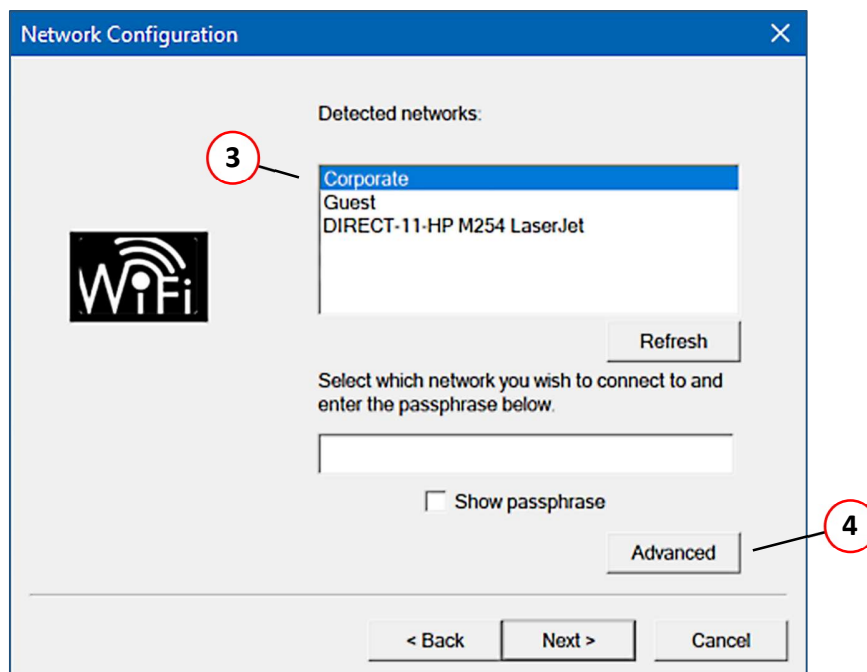 Network Configuration
Detected networks:
3
Corporate
Guest
DIRECT-11-HP M254 LaserJet
WiFi
Refresh
Select which network you wish to connect to and
enter the passphrase below.
Show passphrase
4
Advanced
< Back Next > Cancel